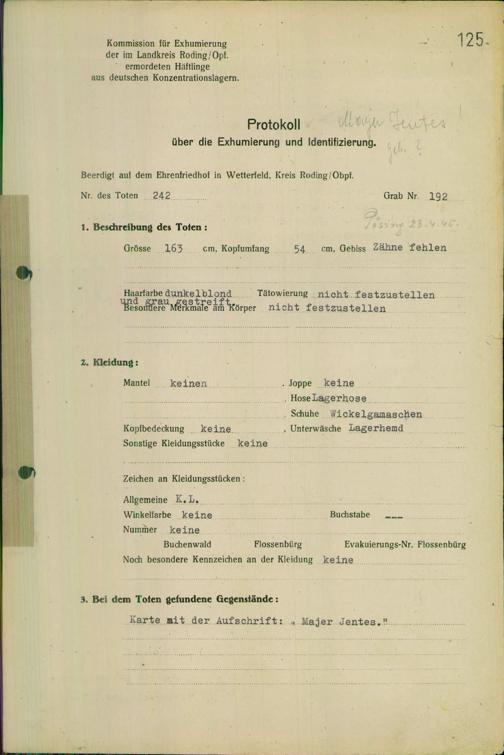 125.
Kommission für Exhumierung
der im Landkreis Roding/Opf.
ermordeten Häftlinge
aus deutschen Konzentrationslagern.
Majer Jentes
Protokoll
über die Exhumierung und Identifizierung.
geb. ?
Beerdigt auf dem Ehrenfriedhof in Wetterfeld, Kreis Roding/Obpf.
Nr. des Toten 242 Grab Nr. 192
Pösing 23.4.45.
1. Beschreibung des Toten:
Grösse 163 cm, Kopfumfang 54 cm, Gebiss Zähne fehlen
Haarfarbe dunkelblond Tätowierung nicht festzustellen
und grau gestreift
Besondere Merkmale am Körper nicht festzustellen
2. Kleidung:
Mantel keinen . Joppe keine
. Hose Lagerhose
. Schuhe Wickelgamaschen
Kopfbedeckung keine . Unterwäsche Lagerhemd
Sonstige Kleidungsstücke keine
Zeichen an Kleidungsstücken:
Allgemeine K.L.
Winkelfarbe keine Buchstabe ---
Nummer keine
Buchenwald Flossenbürg Evakuierungs-Nr. Flossenbürg
Noch besondere Kennzeichen an der Kleidung keine
3. Bei dem Toten gefundene Gegenstände:
Karte mit der Aufschrift: „ Majer Jentes."